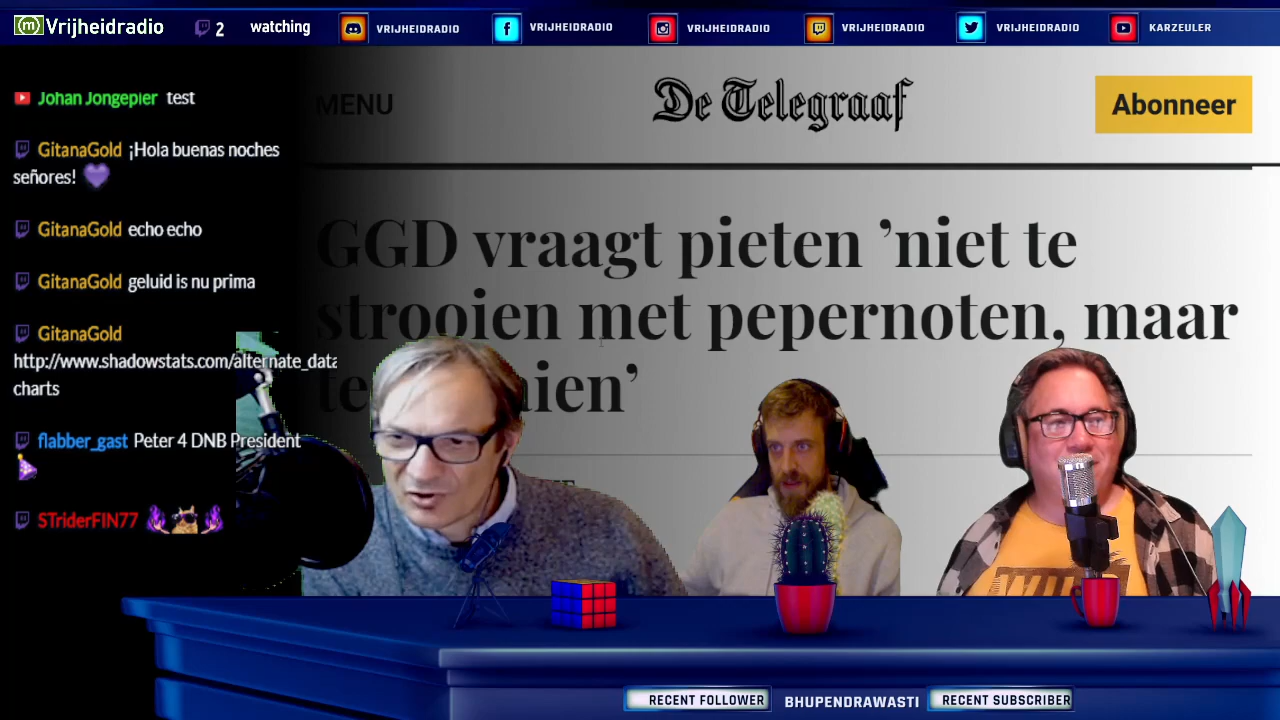 Vrijheidradio
2 watching
VRIJHEIDRADIO
VRIJHEIDRADIO
VRIJHEIDRADIO
VRIJHEIDRADIO
VRIJHEIDRADIO
KARZEULER
Johan Jongepier test
GitanaGold ¡Hola buenas noches
señores!
GitanaGold echo echo
GitanaGold geluid is nu prima
GitanaGold
http://www.shadowstats.com/alternate_data
charts
flabber_gast Peter 4 DNB President
STriderFIN77
MENU
De Telegraaf
Abonneer
GGD vraagt pieten ’niet te
strooien met pepernoten, maar
RECENT FOLLOWER
BHUPENDRAWASTI
RECENT SUBSCRIBER